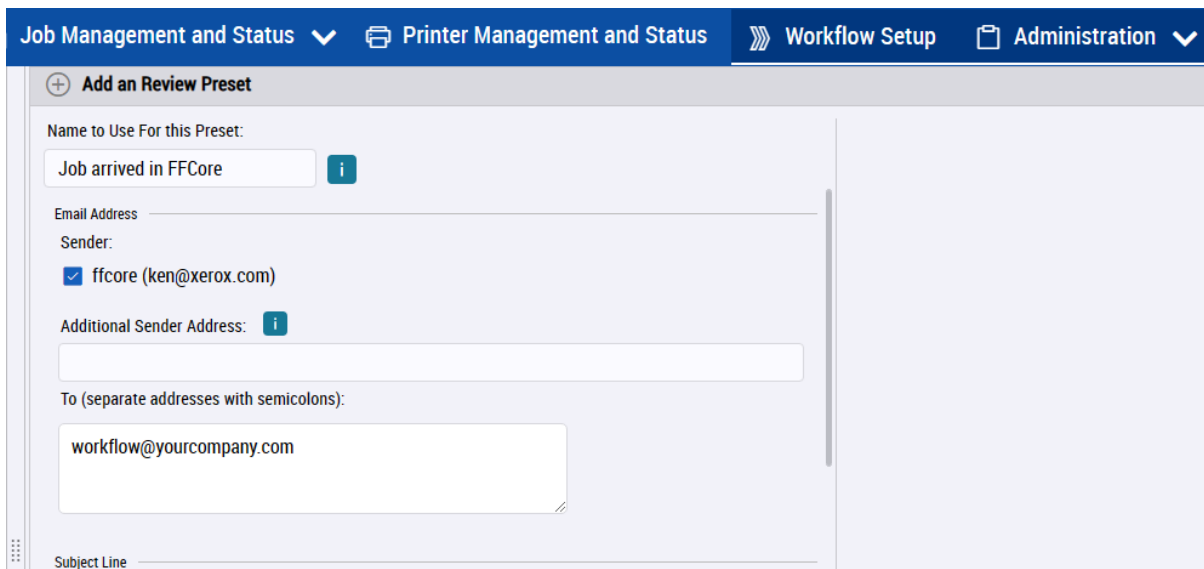 Job Management and Status Printer Management and Status Workflow Setup Administration
Add an Review Preset
Name to Use For this Preset:
Job arrived in FFCore i
Email Address
Sender:
ffcore (ken@xerox.com)
Additional Sender Address: i
To (separate addresses with semicolons):
workflow@yourcompany.com
Subject Line